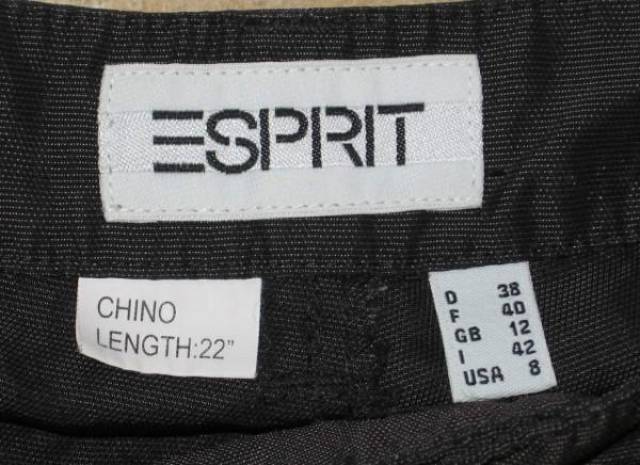 ESPRIT
CHINO
LENGTH:22"
D 38
F 40
GB 12
I 42
USA 8